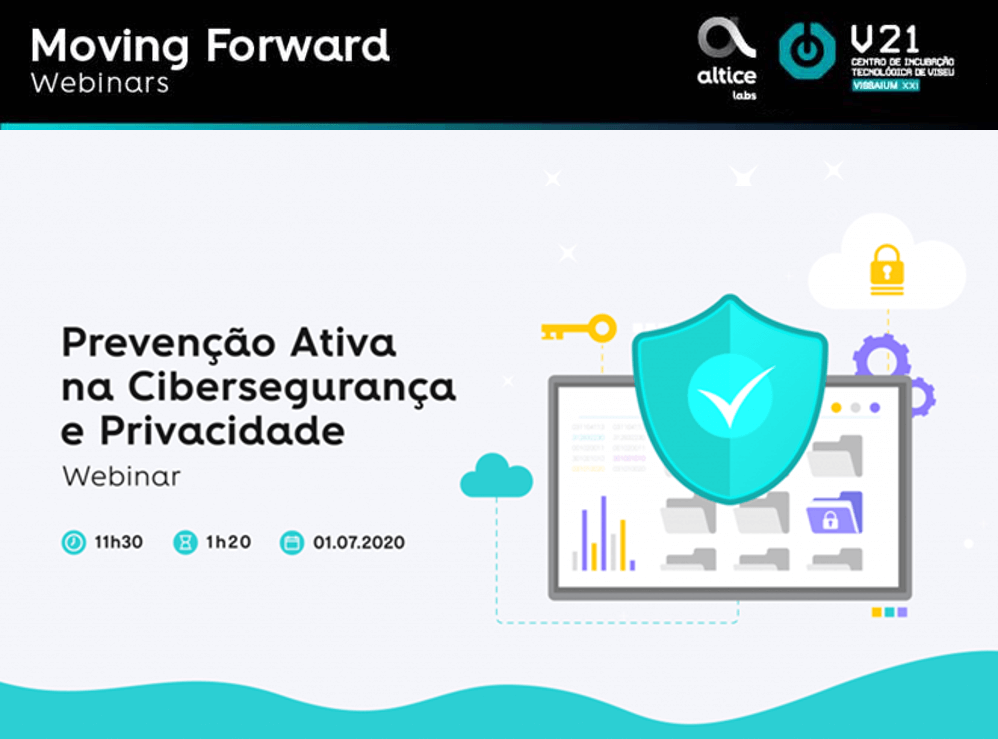 Moving Forward
Webinars
altice
labs
V21
CENTRO DE INCUBAÇÃO
TECNOLÓGICA DE VISEU
VISSAIUM XXI
Prevenção Ativa
na Cibersegurança
e Privacidade
Webinar
11h30 1h20 01.07.2020